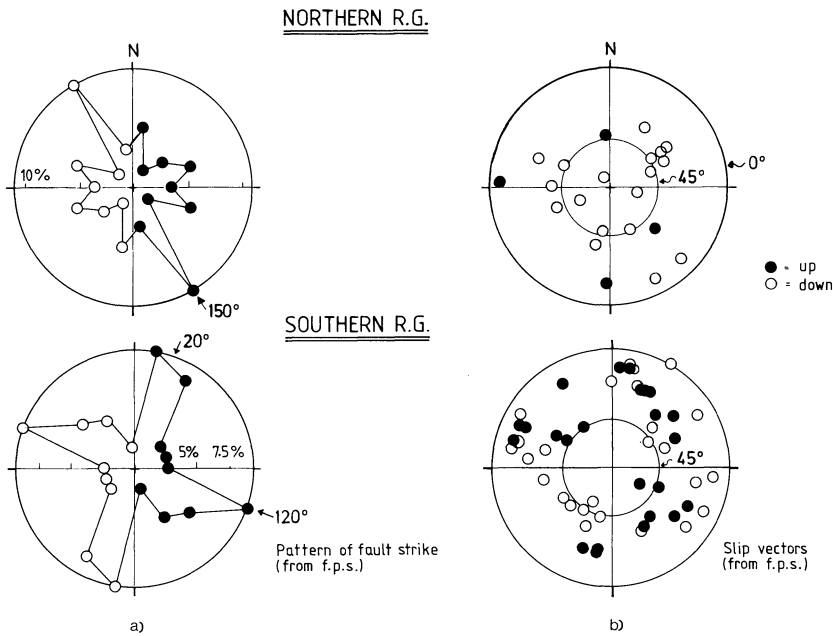 NORTHERN R.G.
N
N
10%
0°
45°
150°
● = up
○ = down
SOUTHERN R.G.
20°
5% 7.5%
45°
120°
Pattern of fault strike
(from f.p.s.)
Slip vectors
(from f.p.s.)
a)
b)